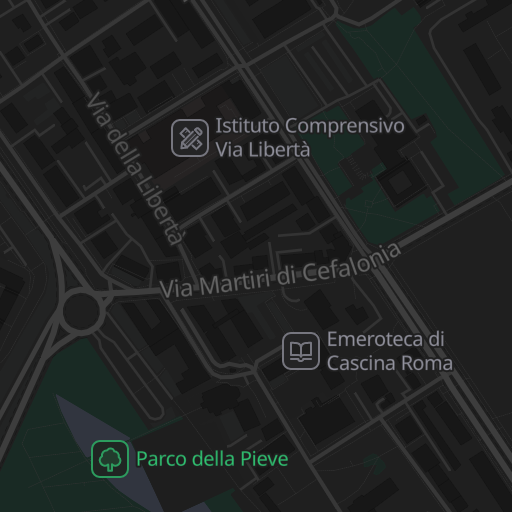 Istituto Comprensivo
Via Libertà
Via della Libertà
Via Martiri di Cefalonia
Emeroteca di
Cascina Roma
Parco della Pieve